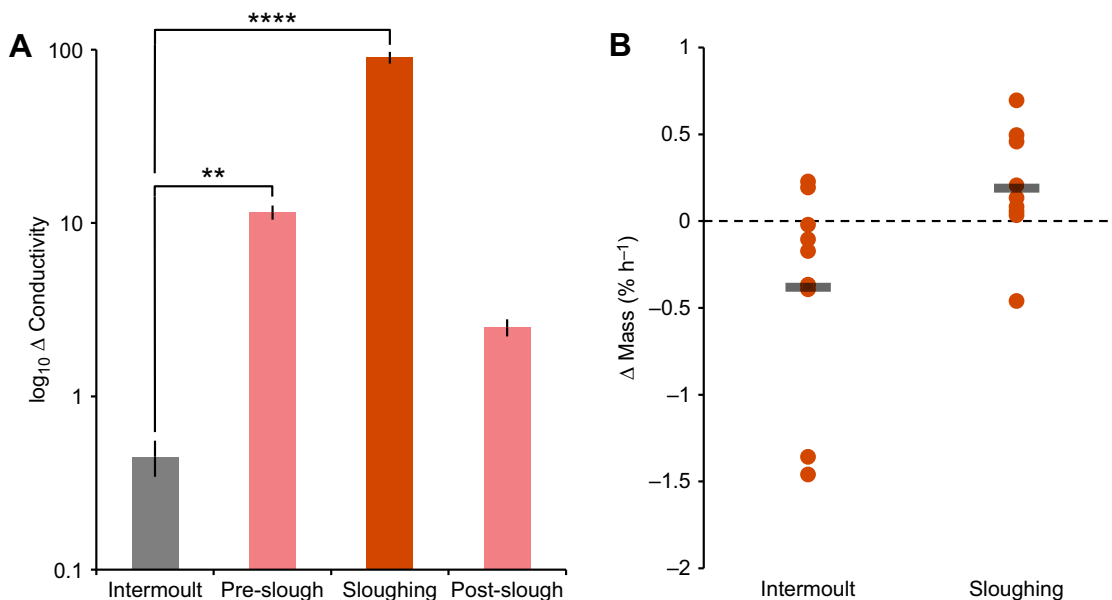 A
****
**
log₁₀ Δ Conductivity
100
10
1
0.1
Intermoult Pre-slough Sloughing Post-slough
B
Δ Mass (% h⁻¹)
1
0.5
0
–0.5
–1
–1.5
–2
Intermoult Sloughing